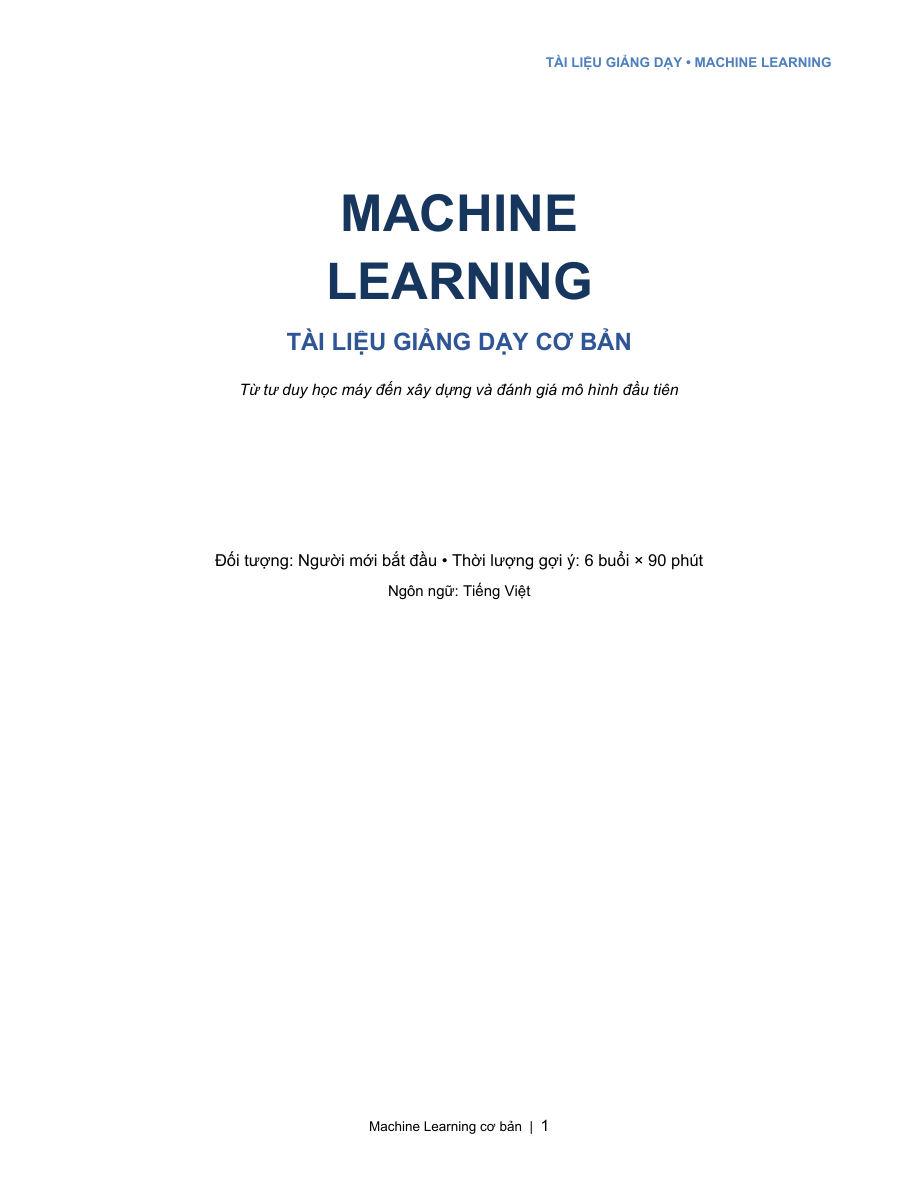 TÀI LIỆU GIẢNG DẠY • MACHINE LEARNING
MACHINE
LEARNING
TÀI LIỆU GIẢNG DẠY CƠ BẢN
Từ tư duy học máy đến xây dựng và đánh giá mô hình đầu tiên
Đối tượng: Người mới bắt đầu • Thời lượng gợi ý: 6 buổi × 90 phút
Ngôn ngữ: Tiếng Việt
Machine Learning cơ bản | 1